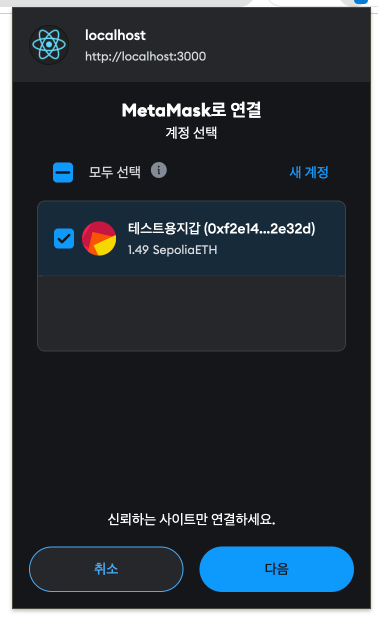 localhost
http://localhost:3000
MetaMask로 연결
계정 선택
모두 선택 i 새 계정
테스트용지갑 (0xf2e14...2e32d)
1.49 SepoliaETH
신뢰하는 사이트만 연결하세요.
취소 다음